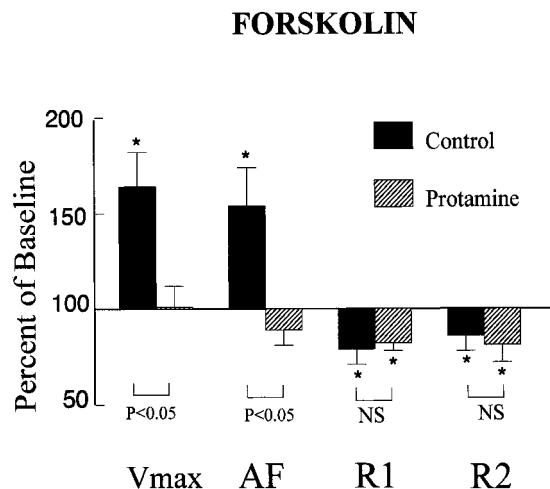 FORSKOLIN
200
150
100
50
Percent of Baseline
Control
Protamine
*
*
*
*
*
*
P<0.05
P<0.05
NS
NS
Vmax
AF
R1
R2